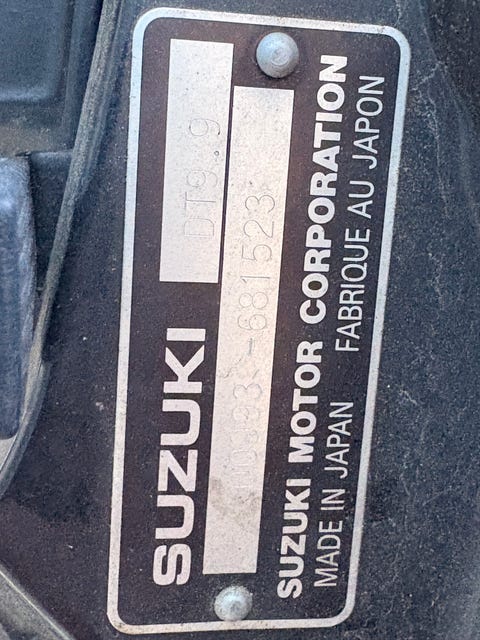 SUZUKI DT9.9
-681523
SUZUKI MOTOR CORPORATION
MADE IN JAPAN FABRIQUE AU JAPON